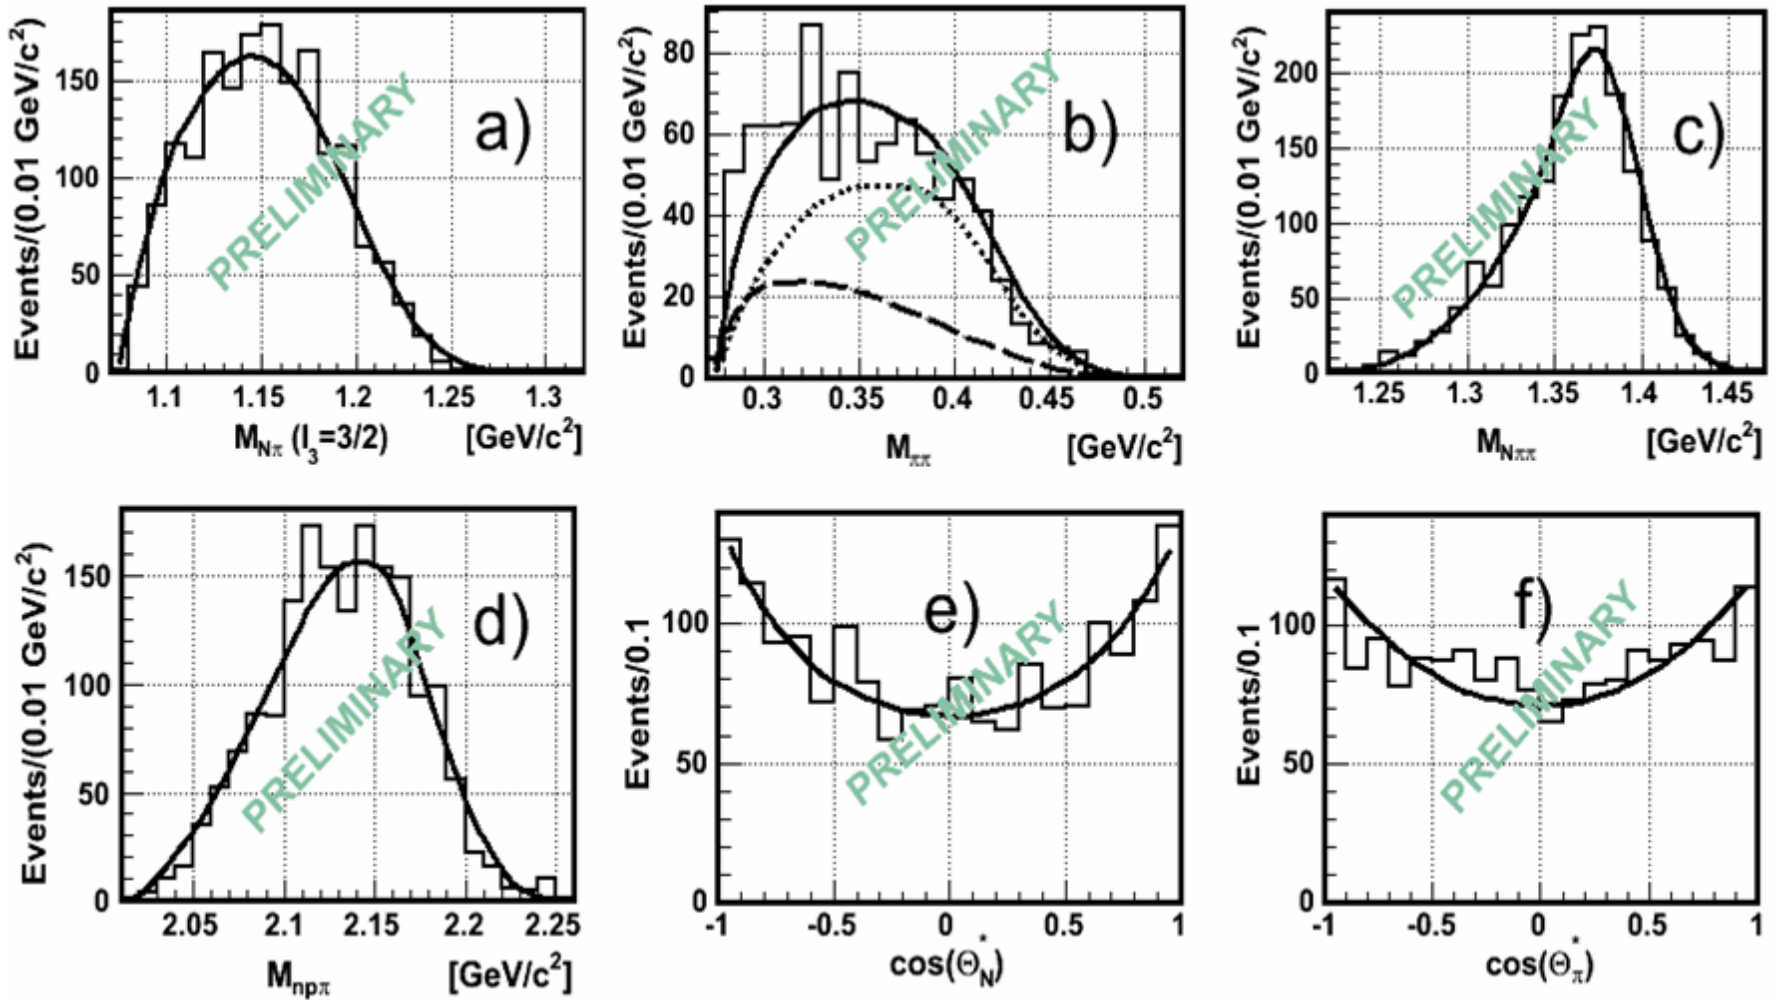 Events/(0.01 GeV/c²)
150
100
50
0
a)
PRELIMINARY
1.1 1.15 1.2 1.25 1.3
M_Nπ (I₃=3/2) [GeV/c²]
Events/(0.01 GeV/c²)
80
60
40
20
0
b)
PRELIMINARY
0.3 0.35 0.4 0.45 0.5
M_ππ [GeV/c²]
Events/(0.01 GeV/c²)
200
150
100
50
0
c)
PRELIMINARY
1.25 1.3 1.35 1.4 1.45
M_Nππ [GeV/c²]
Events/(0.01 GeV/c²)
150
100
50
0
d)
PRELIMINARY
2.05 2.1 2.15 2.2 2.25
M_npπ [GeV/c²]
Events/0.1
100
50
0
e)
PRELIMINARY
-1 -0.5 0 0.5 1
cos(Θ*_N)
Events/0.1
100
50
0
f)
PRELIMINARY
-1 -0.5 0 0.5 1
cos(Θ*_π)